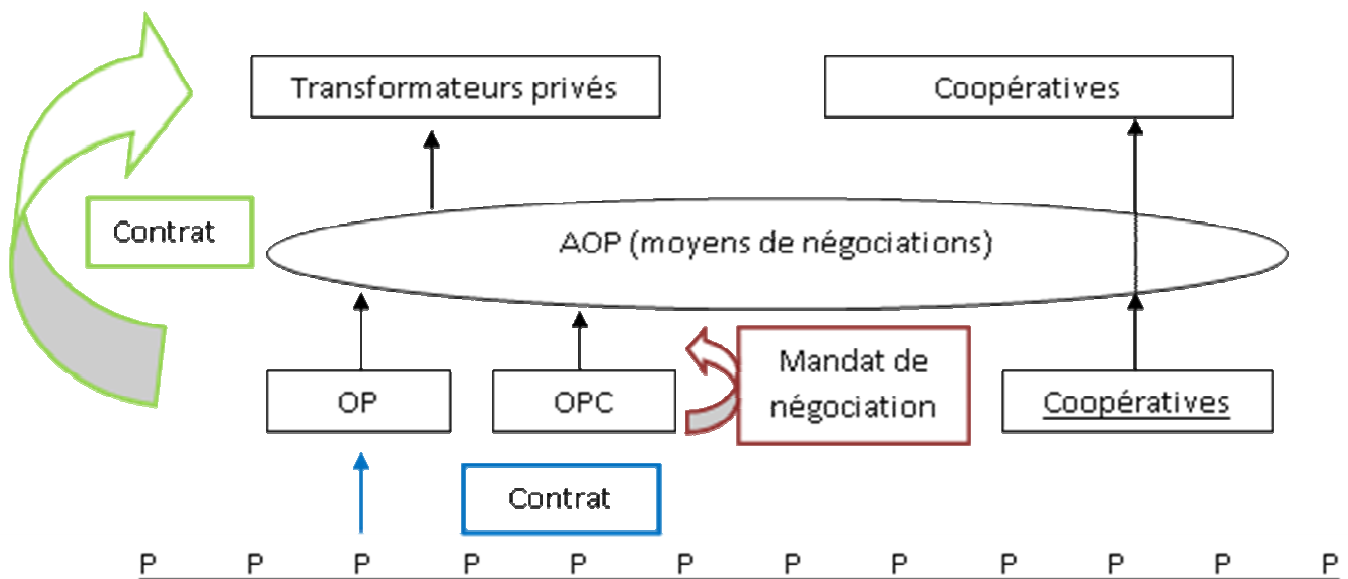 Transformateurs privés
Coopératives
Contrat
AOP (moyens de négociations)
OP
OPC
Mandat de
négociation
Coopératives
Contrat
P P P P P P P P P P P P